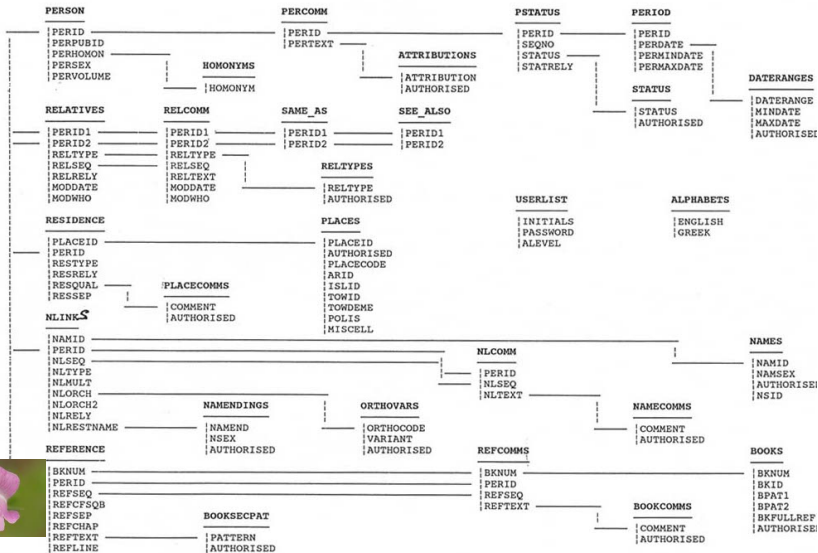 PERSON
PERID
PERPUBID
PERHOMON
PERSEX
PERVOLUME
HOMONYMS
HOMONYM
PERCOMM
PERID
PERTEXT
ATTRIBUTIONS
ATTRIBUTION
AUTHORISED
PSTATUS
PERID
SEQNO
STATUS
STATRELY
PERIOD
PERID
PERDATE
PERMINDATE
PERMAXDATE
STATUS
STATUS
AUTHORISED
DATERANGES
DATERANGE
MINDATE
MAXDATE
AUTHORISED
RELATIVES
PERID1
PERID2
RELTYPE
RELSEQ
RELRELY
MODDATE
MODWHO
RELCOMM
PERID1
PERID2
RELTYPE
RELSEQ
RELTEXT
MODDATE
MODWHO
SAME_AS
PERID1
PERID2
SEE_ALSO
PERID1
PERID2
RELTYPES
RELTYPE
AUTHORISED
USERLIST
INITIALS
PASSWORD
ALEVEL
ALPHABETS
ENGLISH
GREEK
RESIDENCE
PLACEID
PERID
RESTYPE
RESRELY
RESQUAL
RESSEP
PLACECOMMS
COMMENT
AUTHORISED
PLACES
PLACEID
AUTHORISED
PLACECODE
ARID
ISLID
TOWID
TOWDEME
POLIS
MISCELL
NLINKS
NAMID
PERID
NLSEQ
NLTYPE
NLMULT
NLORCH
NLORCH2
NLRELY
NLRESTNAME
NAMENDINGS
NAMEND
NSEX
AUTHORISED
ORTHOVARS
ORTHOCODE
VARIANT
AUTHORISED
NLCOMM
PERID
NLSEQ
NLTEXT
NAMECOMMS
COMMENT
AUTHORISED
NAMES
NAMID
NAMSEX
AUTHORISED
NSID
REFERENCE
BKNUM
PERID
REFSEQ
REFCFSQB
REFSEP
REFCHAP
REFTEXT
REFLINE
BOOKSECPAT
PATTERN
AUTHORISED
REFCOMMS
BKNUM
PERID
REFSEQ
REFTEXT
BOOKCOMMS
COMMENT
AUTHORISED
BOOKS
BKNUM
BKID
BPAT1
BPAT2
BKFULLREF
AUTHORISED